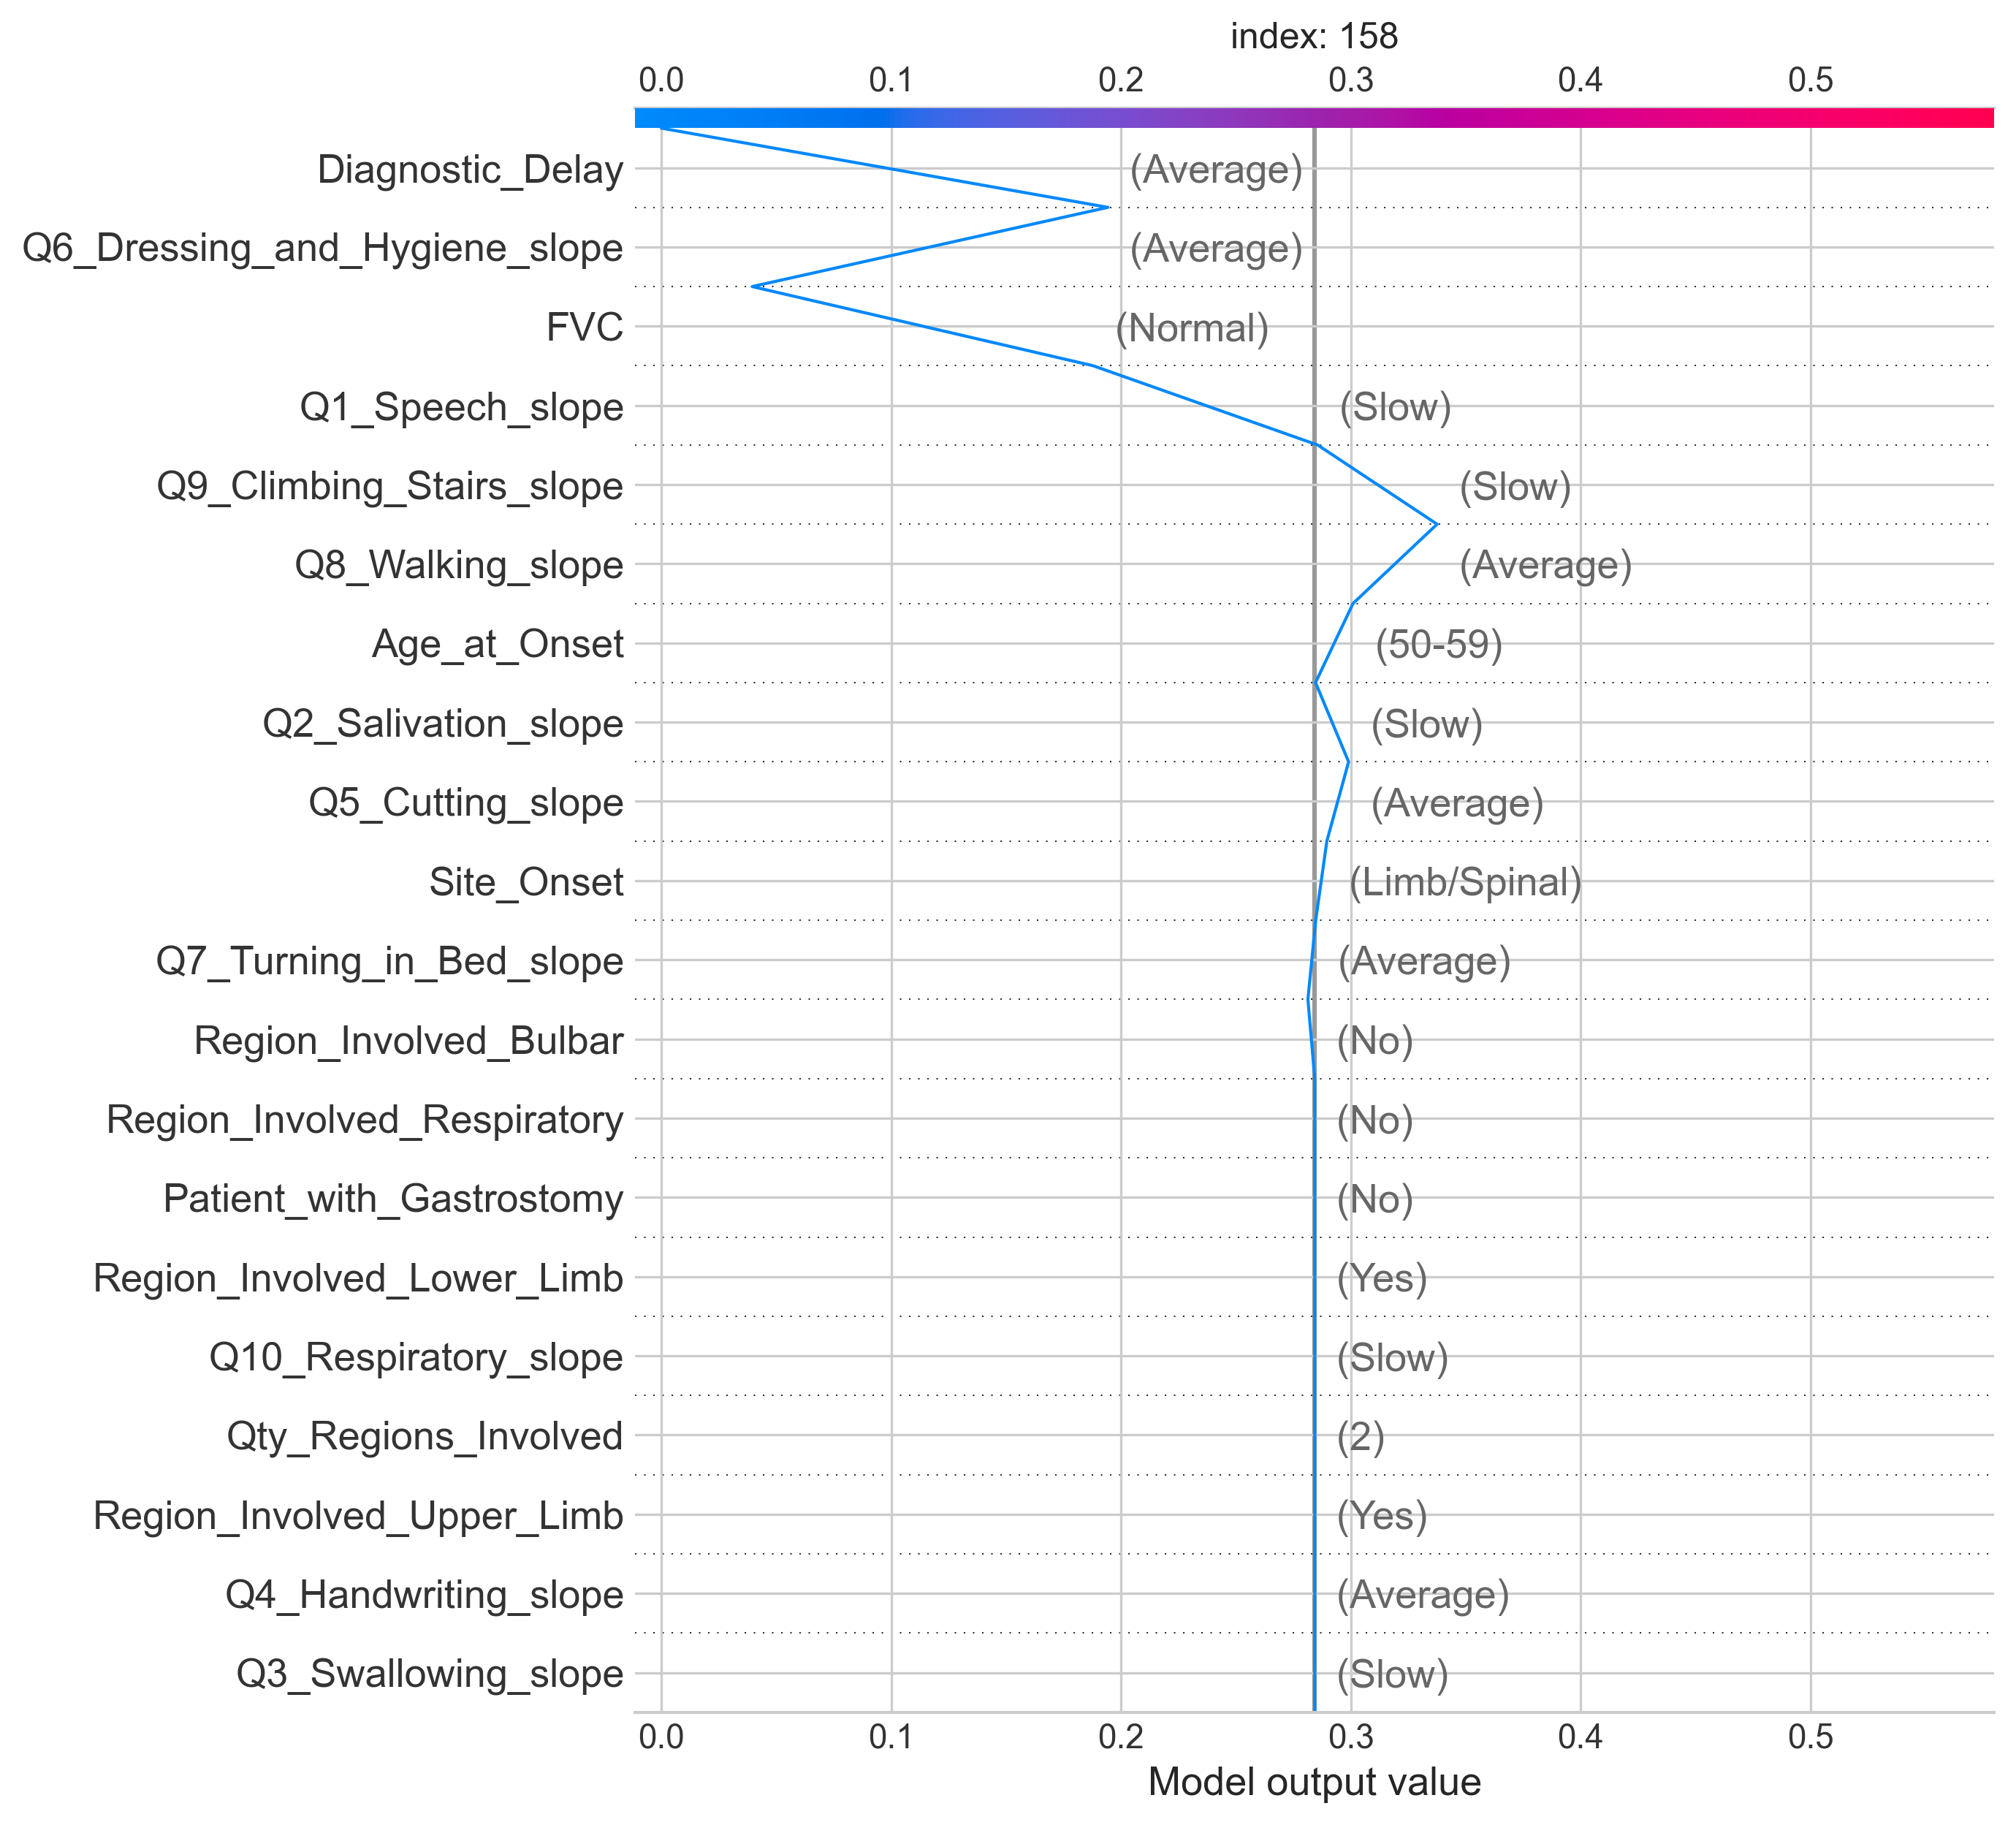 index: 158
0.0 0.1 0.2 0.3 0.4 0.5
Diagnostic_Delay (Average)
Q6_Dressing_and_Hygiene_slope (Average)
FVC (Normal)
Q1_Speech_slope (Slow)
Q9_Climbing_Stairs_slope (Slow)
Q8_Walking_slope (Average)
Age_at_Onset (50-59)
Q2_Salivation_slope (Slow)
Q5_Cutting_slope (Average)
Site_Onset (Limb/Spinal)
Q7_Turning_in_Bed_slope (Average)
Region_Involved_Bulbar (No)
Region_Involved_Respiratory (No)
Patient_with_Gastrostomy (No)
Region_Involved_Lower_Limb (Yes)
Q10_Respiratory_slope (Slow)
Qty_Regions_Involved (2)
Region_Involved_Upper_Limb (Yes)
Q4_Handwriting_slope (Average)
Q3_Swallowing_slope (Slow)
0.0 0.1 0.2 0.3 0.4 0.5
Model output value